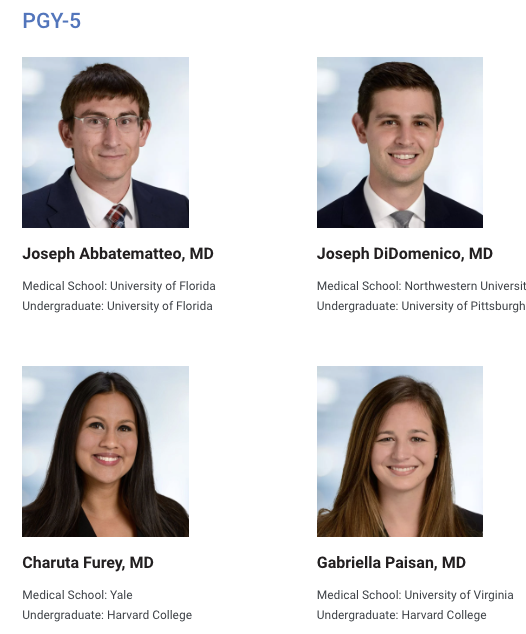 PGY-5
Joseph Abbatematteo, MD
Medical School: University of Florida
Undergraduate: University of Florida
Joseph DiDomenico, MD
Medical School: Northwestern Universit
Undergraduate: University of Pittsburgh
Charuta Furey, MD
Medical School: Yale
Undergraduate: Harvard College
Gabriella Paisan, MD
Medical School: University of Virginia
Undergraduate: Harvard College